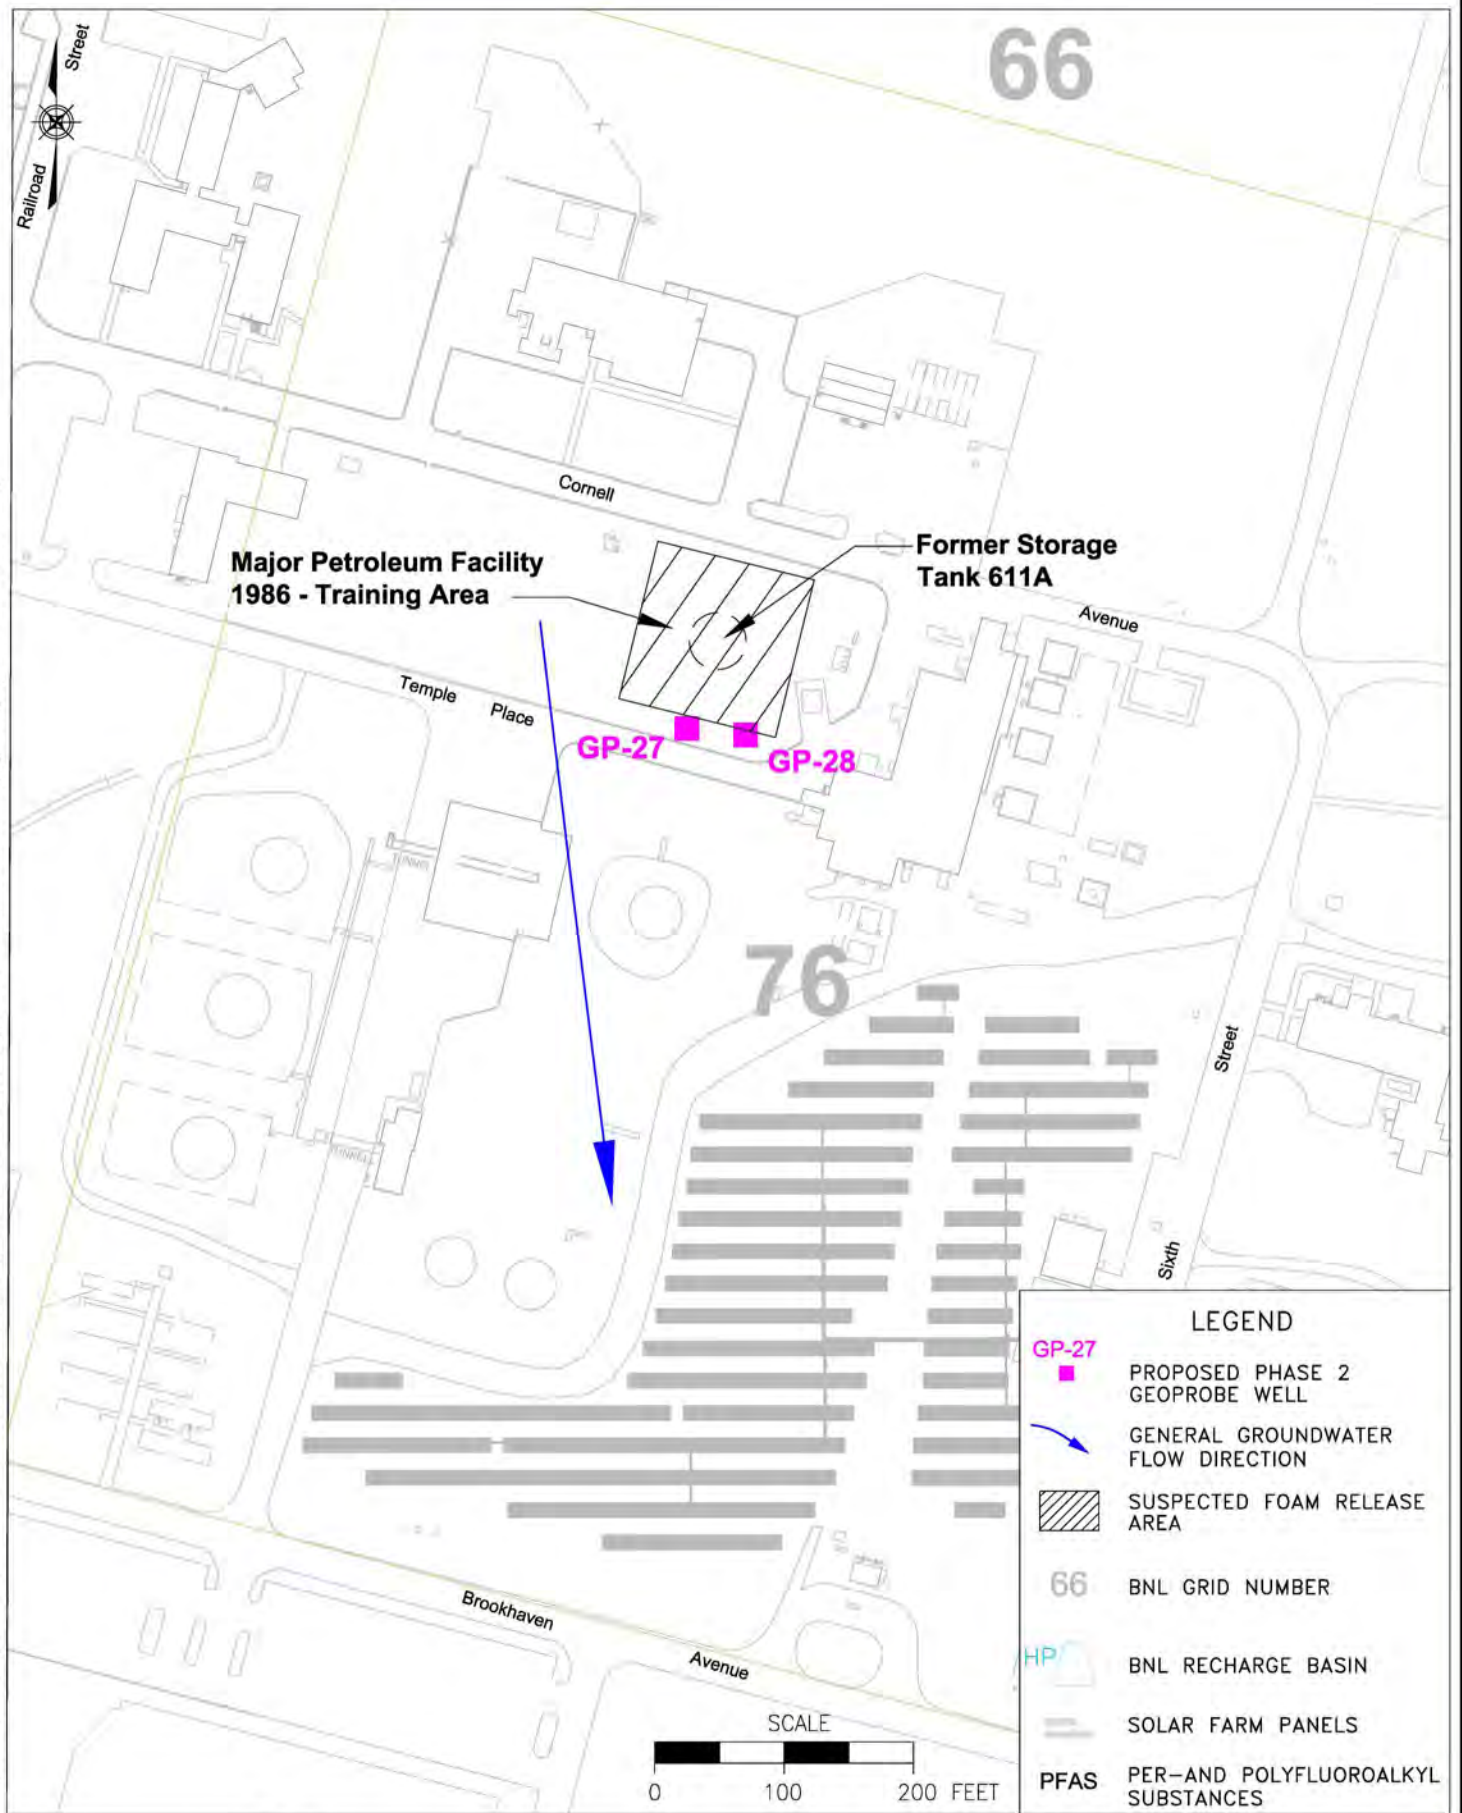 Street
Railroad
66
Cornell
Major Petroleum Facility
1986 - Training Area
Former Storage
Tank 611A
Avenue
Temple Place
GP-27
GP-28
76
Street
Sixth
Brookhaven
Avenue
SCALE
0 100 200 FEET
LEGEND
GP-27
PROPOSED PHASE 2
GEOPROBE WELL
GENERAL GROUNDWATER
FLOW DIRECTION
SUSPECTED FOAM RELEASE
AREA
66 BNL GRID NUMBER
HP BNL RECHARGE BASIN
SOLAR FARM PANELS
PFAS PER-AND POLYFLUOROALKYL
SUBSTANCES